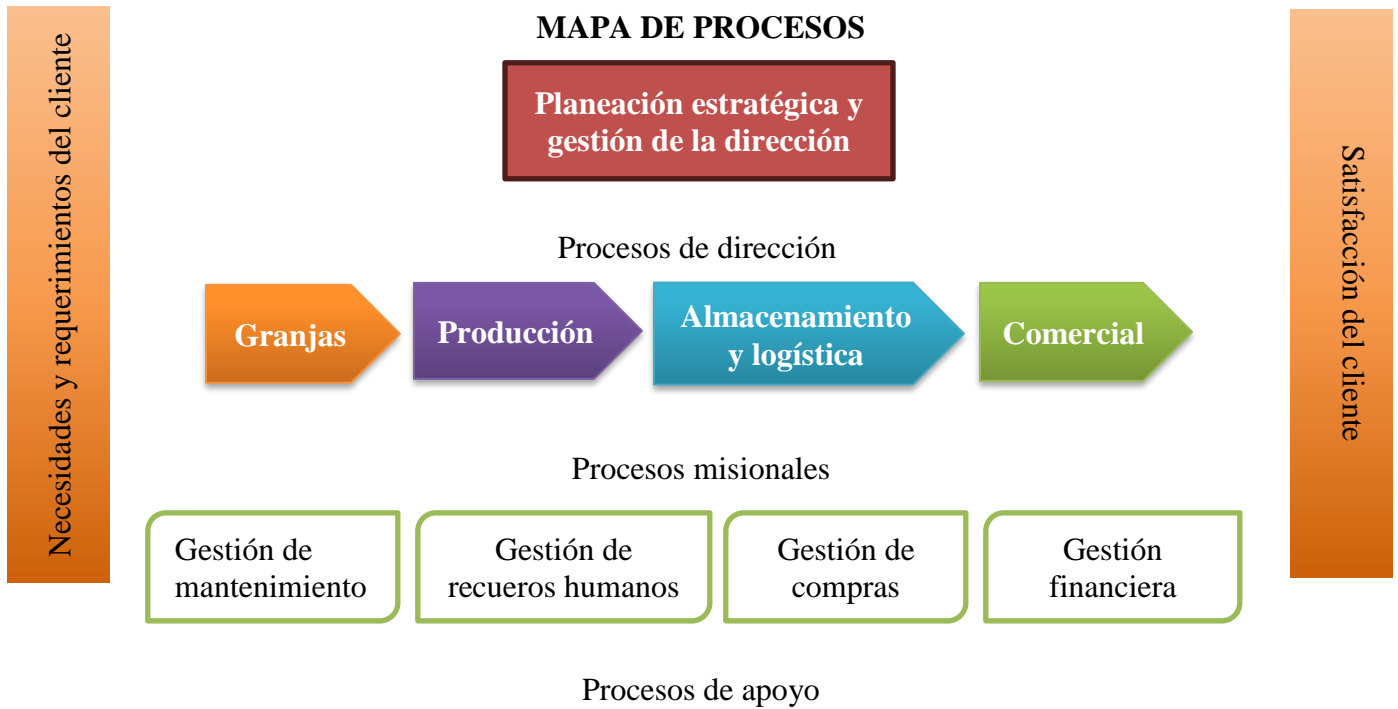 MAPA DE PROCESOS
Necesidades y requerimientos del cliente
Planeación estratégica y
gestión de la dirección
Procesos de dirección
Granjas
Producción
Almacenamiento
y logística
Comercial
Procesos misionales
Gestión de
mantenimiento
Gestión de
recueros humanos
Gestión de
compras
Gestión
financiera
Procesos de apoyo
Satisfacción del cliente